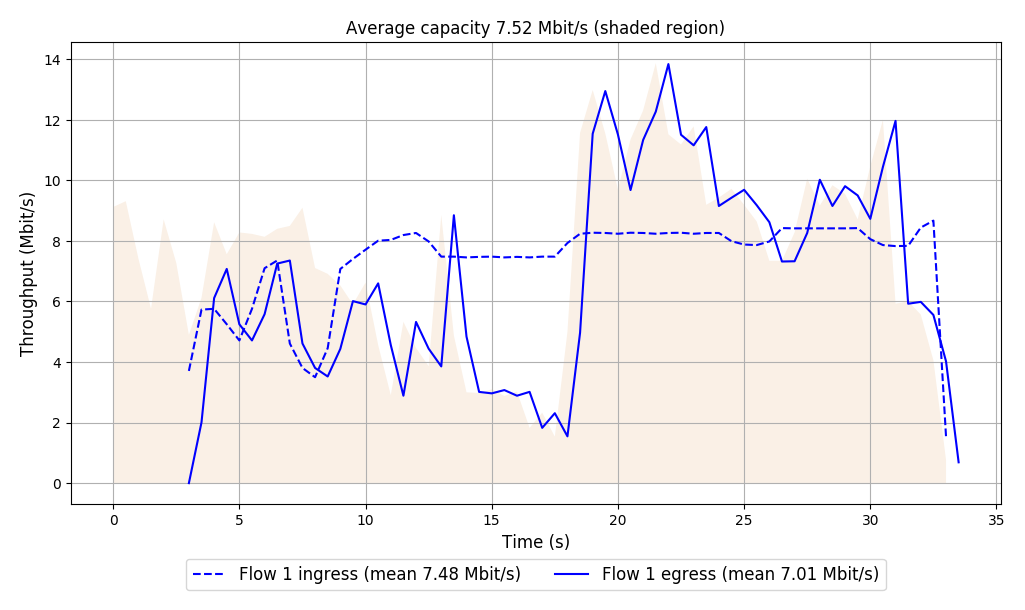 Average capacity 7.52 Mbit/s (shaded region)
Throughput (Mbit/s)
14
12
10
8
6
4
2
0
0 5 10 15 20 25 30 35
Time (s)
Flow 1 ingress (mean 7.48 Mbit/s) Flow 1 egress (mean 7.01 Mbit/s)